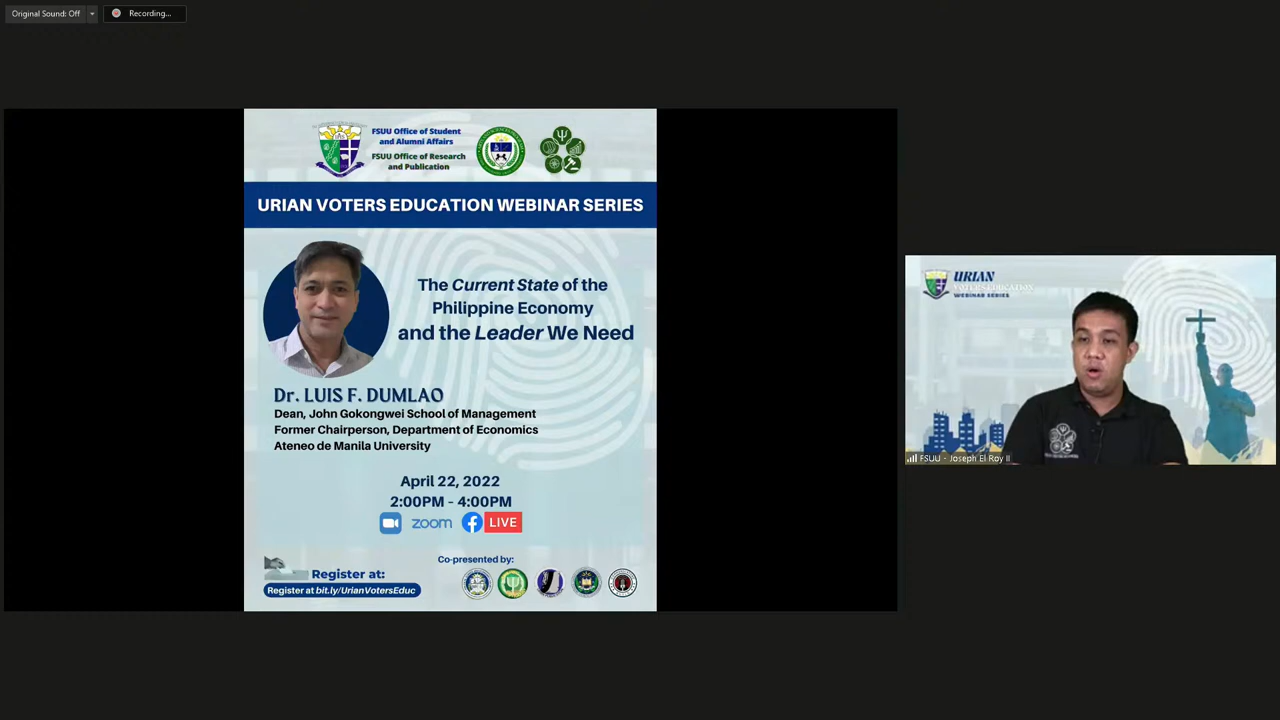 Original Sound: Off
Recording...
FSUU Office of Student
and Alumni Affairs
FSUU Office of Research
and Publication
URIAN VOTERS EDUCATION WEBINAR SERIES
The Current State of the
Philippine Economy
and the Leader We Need
Dr. LUIS F. DUMLAO
Dean, John Gokongwei School of Management
Former Chairperson, Department of Economics
Ateneo de Manila University
April 22, 2022
2:00PM - 4:00PM
zoom
LIVE
Co-presented by:
Register at:
Register at bit.ly/UrianVotersEduc
URIAN
VOTERS EDUCATION
WEBINAR SERIES
FSUU - Joseph El Roy II